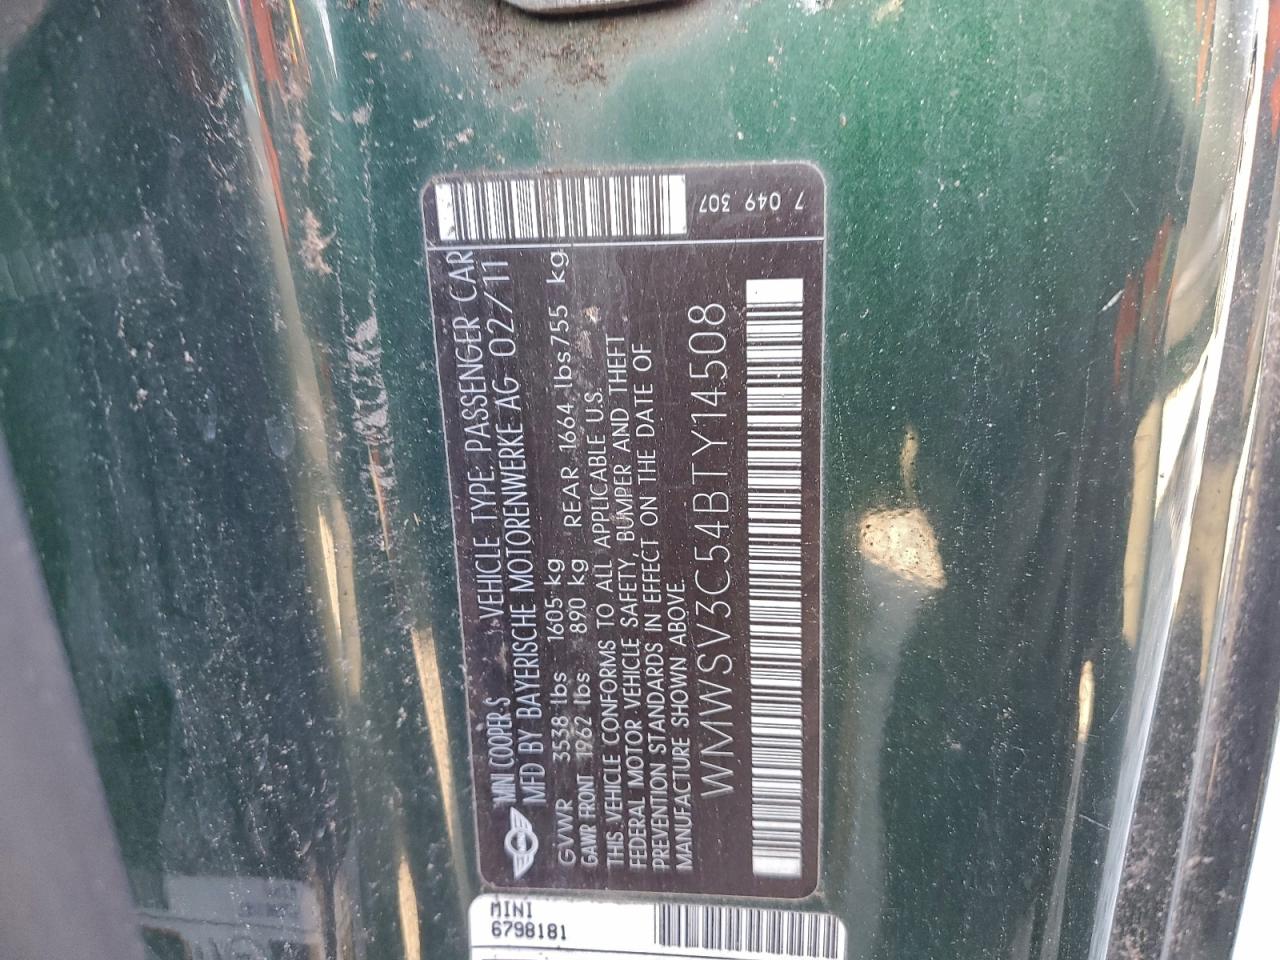 MINI COOPER S VEHICLE TYPE: PASSENGER CAR
MFD BY BAYERISCHE MOTORENWERKE AG 02/11
GVWR 3538 lbs 1605 kg
GAWR FRONT 1962 lbs 890 kg REAR 1664 lbs 755 kg
THIS VEHICLE CONFORMS TO ALL APPLICABLE U.S.
FEDERAL MOTOR VEHICLE SAFETY, BUMPER AND THEFT
PREVENTION STANDARDS IN EFFECT ON THE DATE OF
MANUFACTURE SHOWN ABOVE.
WMWSV3C54BTY14508
7 049 307
MINI
6798181